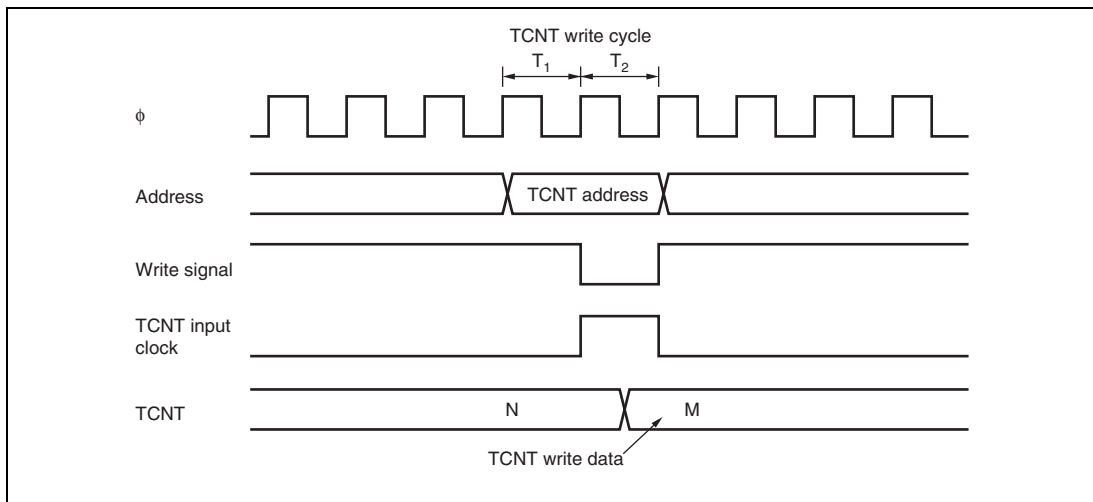 TCNT write cycle
T1 T2
ϕ
Address
TCNT address
Write signal
TCNT input
clock
TCNT
N
M
TCNT write data